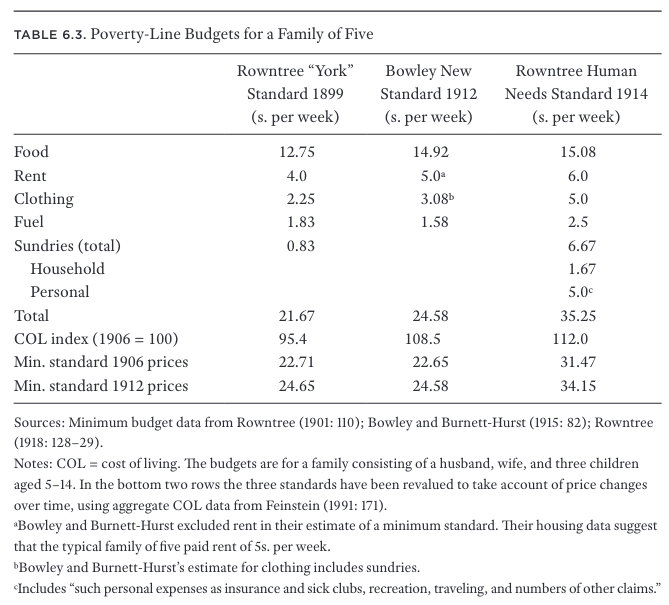 TABLE 6.3. Poverty-Line Budgets for a Family of Five
Rowntree “York” Standard 1899 (s. per week) Bowley New Standard 1912 (s. per week) Rowntree Human Needs Standard 1914 (s. per week)
Food 12.75 14.92 15.08
Rent 4.0 5.0ᵃ 6.0
Clothing 2.25 3.08ᵇ 5.0
Fuel 1.83 1.58 2.5
Sundries (total) 0.83 6.67
Household 1.67
Personal 5.0ᶜ
Total 21.67 24.58 35.25
COL index (1906 = 100) 95.4 108.5 112.0
Min. standard 1906 prices 22.71 22.65 31.47
Min. standard 1912 prices 24.65 24.58 34.15
Sources: Minimum budget data from Rowntree (1901: 110); Bowley and Burnett-Hurst (1915: 82); Rowntree
(1918: 128–29).
Notes: COL = cost of living. The budgets are for a family consisting of a husband, wife, and three children
aged 5–14. In the bottom two rows the three standards have been revalued to take account of price changes
over time, using aggregate COL data from Feinstein (1991: 171).
ᵃBowley and Burnett-Hurst excluded rent in their estimate of a minimum standard. Their housing data suggest
that the typical family of five paid rent of 5s. per week.
ᵇBowley and Burnett-Hurst’s estimate for clothing includes sundries.
ᶜIncludes “such personal expenses as insurance and sick clubs, recreation, traveling, and numbers of other claims.”